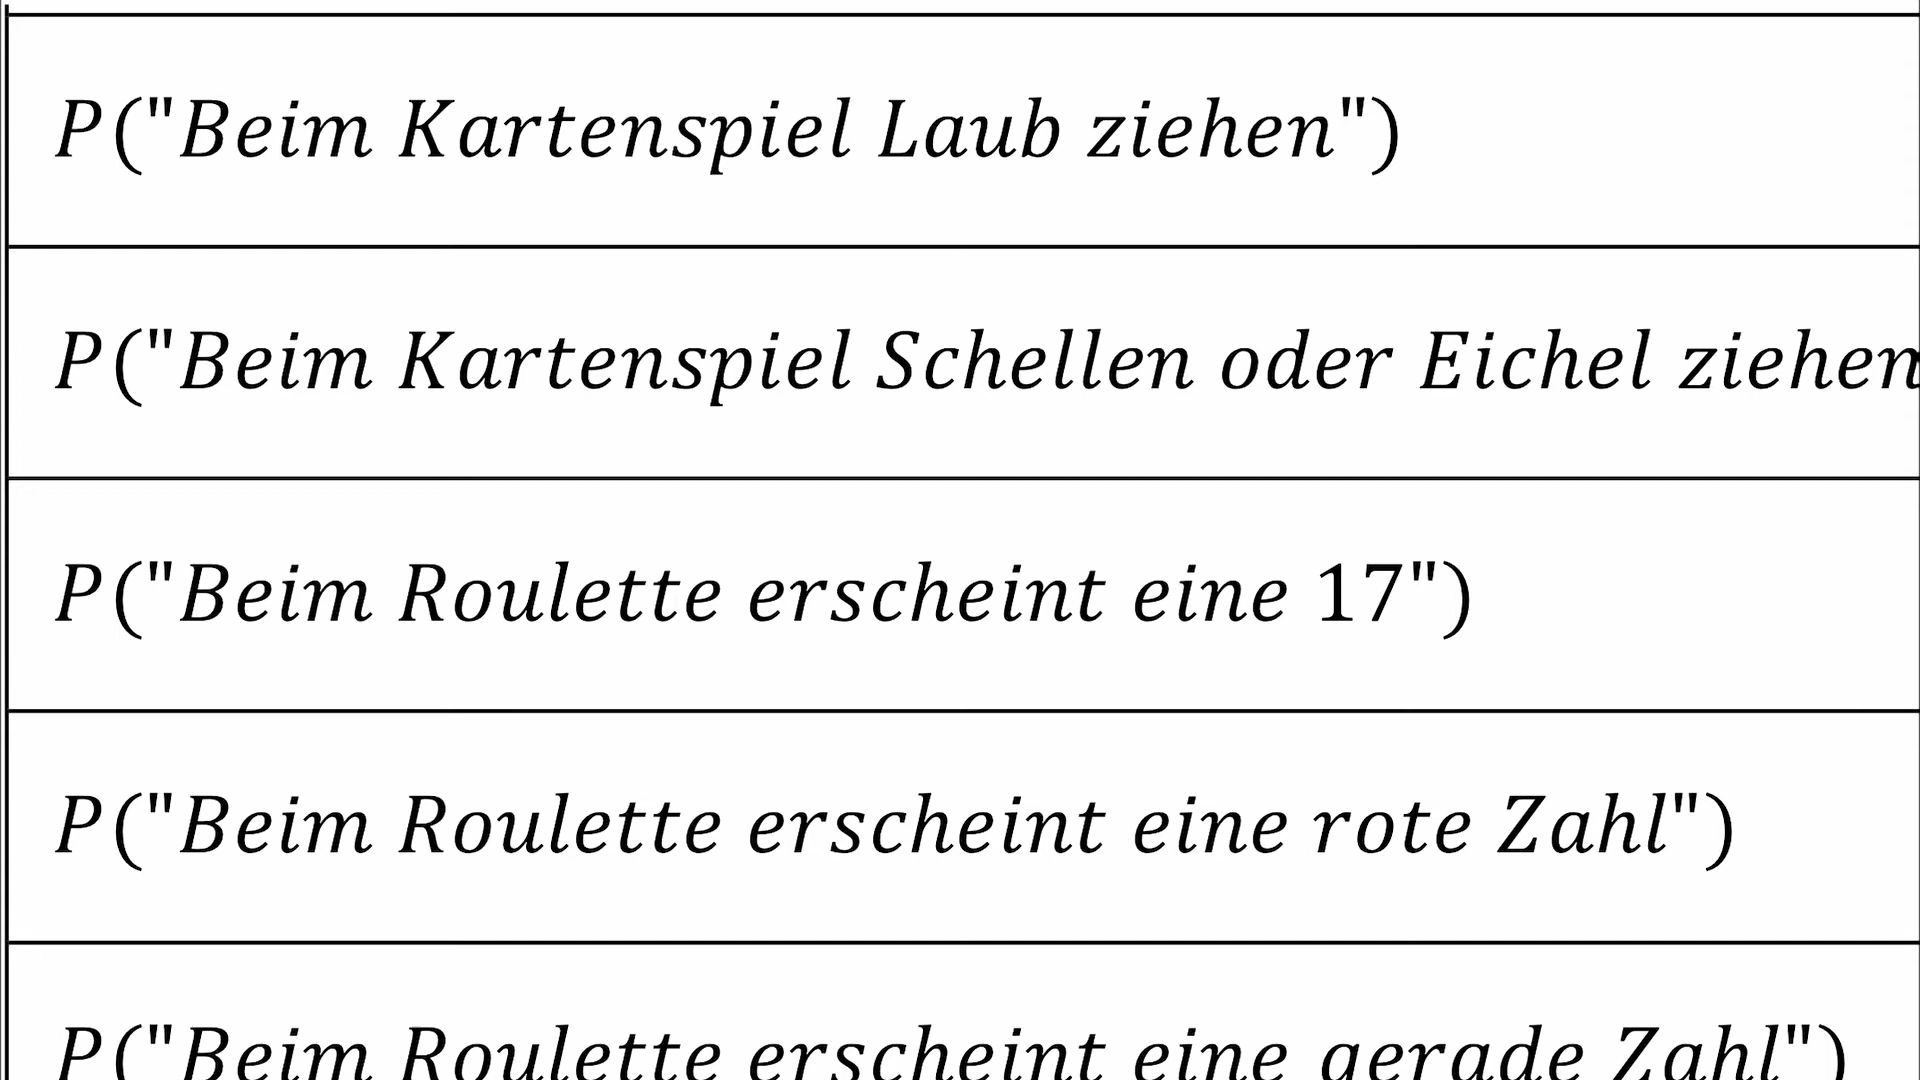 P("Beim Kartenspiel Laub ziehen")
P("Beim Kartenspiel Schellen oder Eichel ziehen
P("Beim Roulette erscheint eine 17")
P("Beim Roulette erscheint eine rote Zahl")
P("Beim Roulette erscheint eine gerade Zahl")